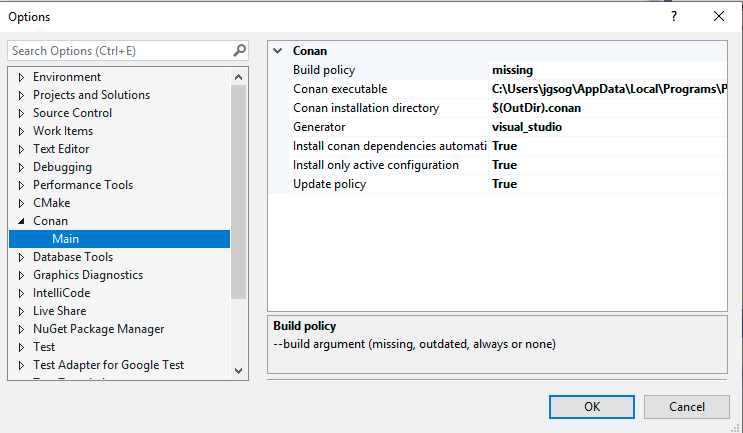 Options
Search Options (Ctrl+E)
Environment
Projects and Solutions
Source Control
Work Items
Text Editor
Debugging
Performance Tools
CMake
Conan
Main
Database Tools
Graphics Diagnostics
IntelliCode
Live Share
NuGet Package Manager
Test
Test Adapter for Google Test
Conan
Build policy missing
Conan executable C:\Users\jgsog\AppData\Local\Programs\P
Conan installation directory $(OutDir).conan
Generator visual_studio
Install conan dependencies automati True
Install only active configuration True
Update policy True
Build policy
--build argument (missing, outdated, always or none)
OK Cancel